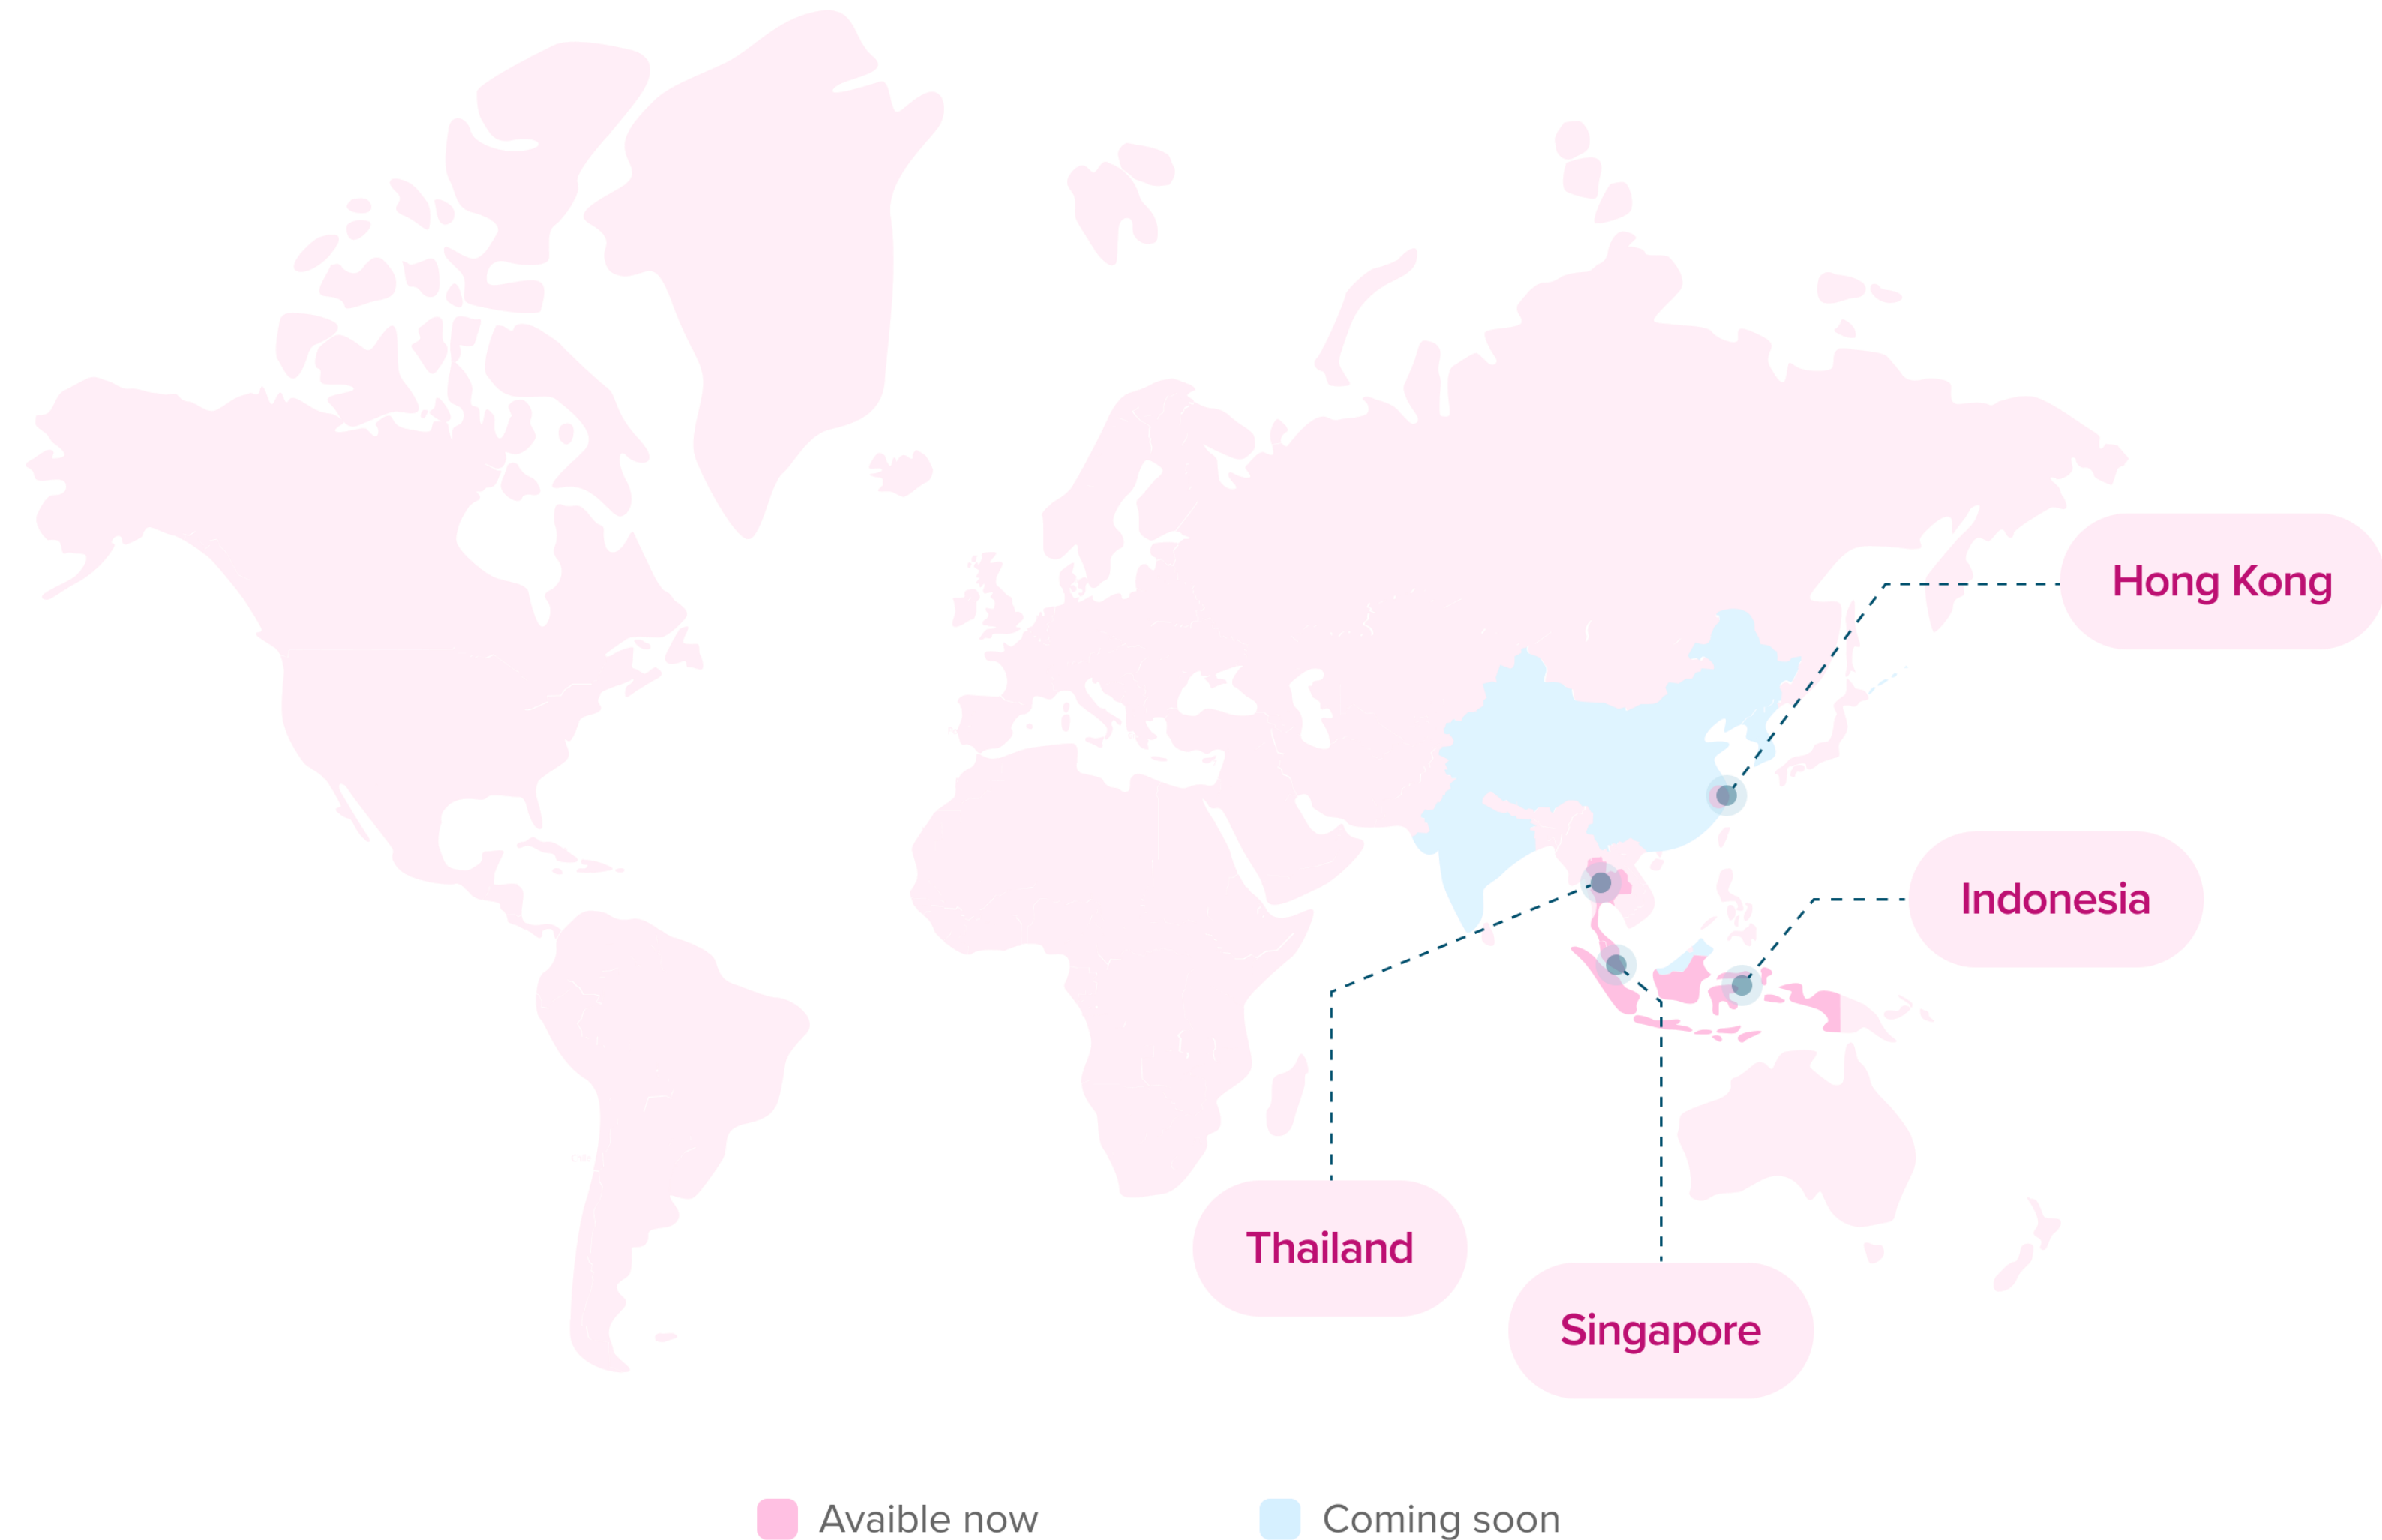 Hong Kong
Indonesia
Thailand
Singapore
Avaible now
Coming soon